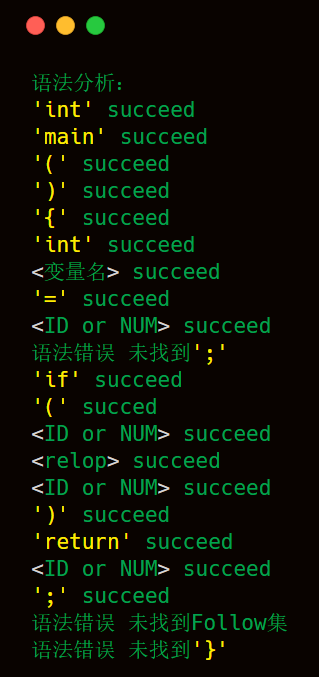 语法分析:
'int' succeed
'main' succeed
'(' succeed
')' succeed
'{' succeed
'int' succeed
<变量名> succeed
'=' succeed
<ID or NUM> succeed
语法错误 未找到';'
'if' succeed
'(' succed
<ID or NUM> succeed
<relop> succeed
<ID or NUM> succeed
')' succeed
'return' succeed
<ID or NUM> succeed
';' succeed
语法错误 未找到Follow集
语法错误 未找到'}'